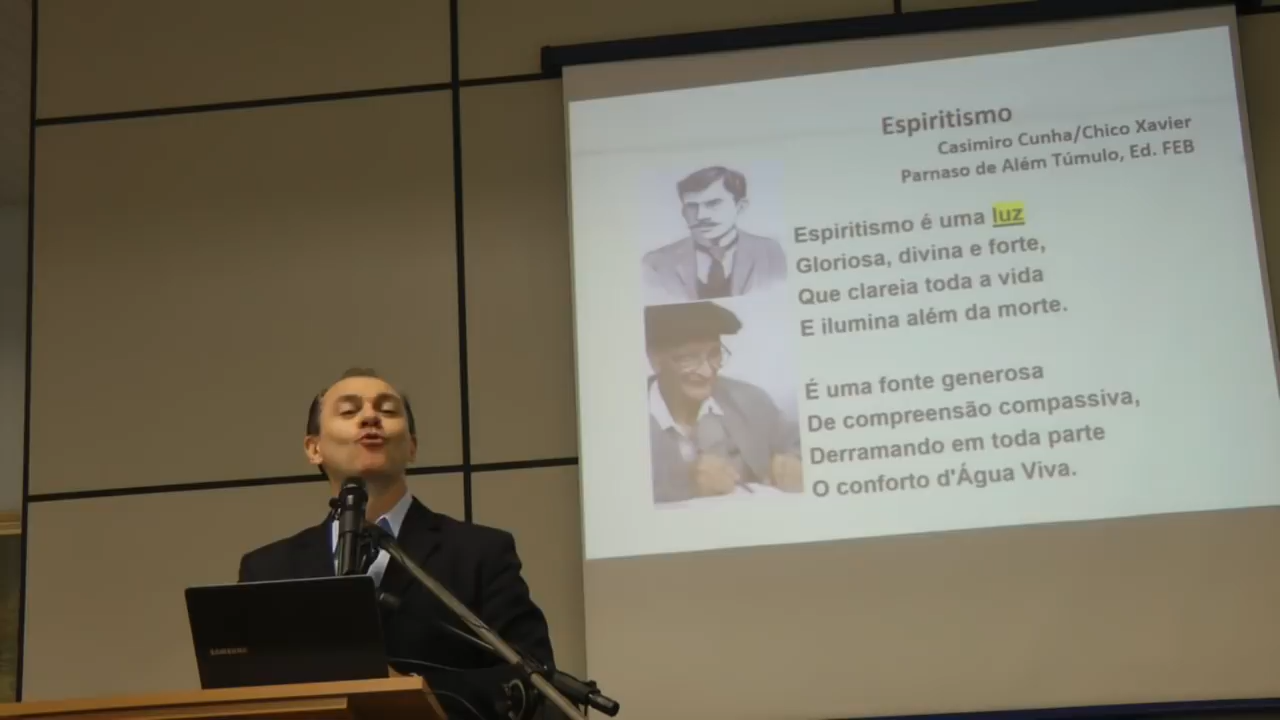 Espiritismo
Casimiro Cunha/Chico Xavier
Parnaso de Além Túmulo, Ed. FEB
Espiritismo é uma luz
Gloriosa, divina e forte,
Que clareia toda a vida
E ilumina além da morte.
É uma fonte generosa
De compreensão compassiva,
Derramando em toda parte
O conforto d'Água Viva.
SAMSUNG